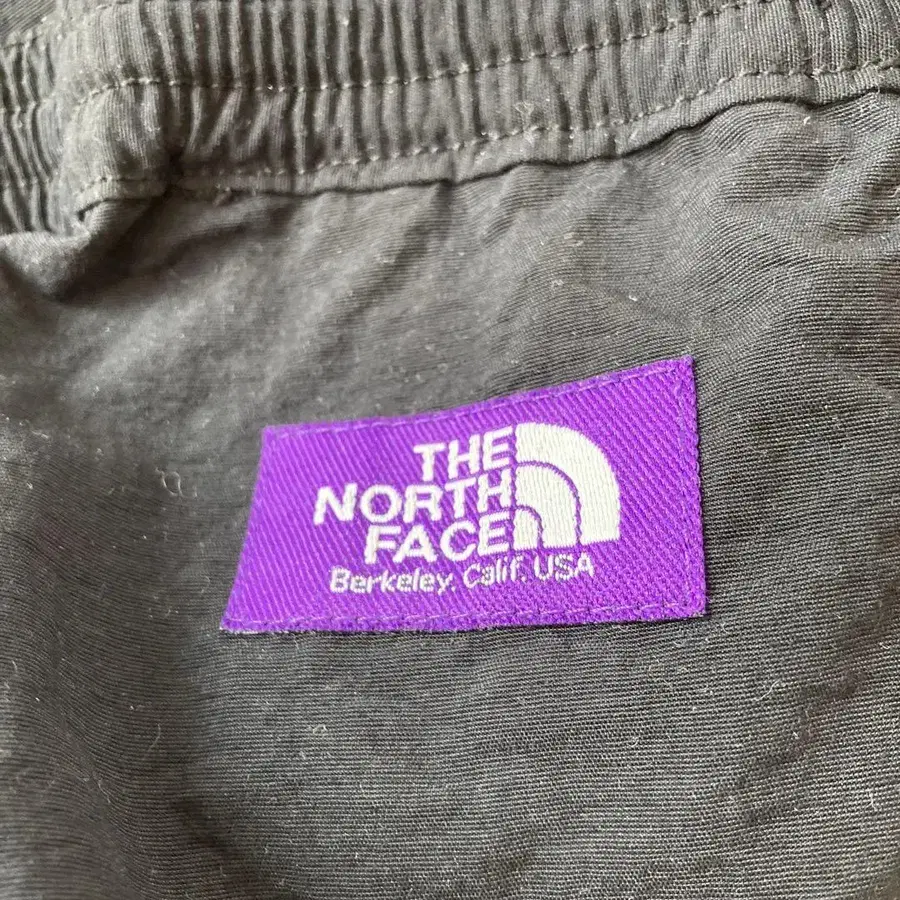 THE
NORTH
FACE
Berkeley. Calif. USA